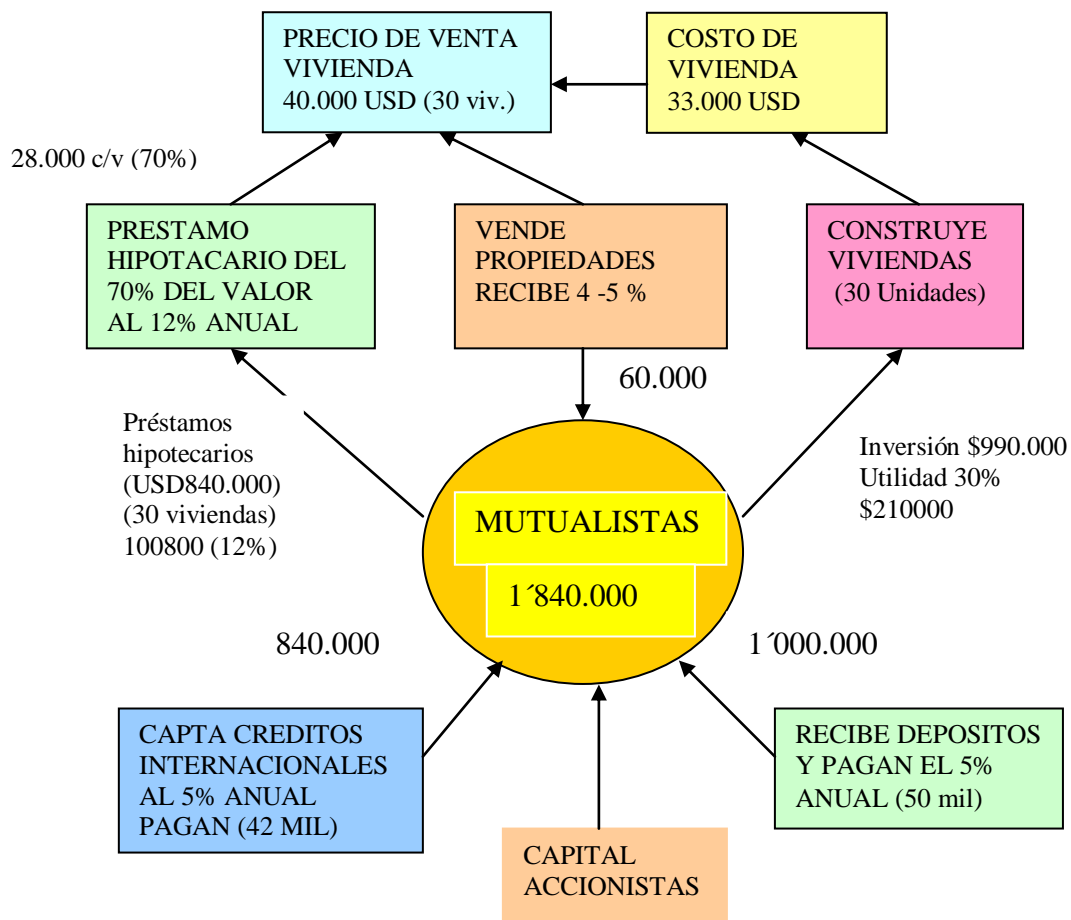 PRECIO DE VENTA
VIVIENDA
40.000 USD (30 viv.)
COSTO DE
VIVIENDA
33.000 USD
28.000 c/v (70%)
PRESTAMO
HIPOTACARIO DEL
70% DEL VALOR
AL 12% ANUAL
VENDE
PROPIEDADES
RECIBE 4 -5 %
CONSTRUYE
VIVIENDAS
(30 Unidades)
60.000
Préstamos
hipotecarios
(USD840.000)
(30 viviendas)
100800 (12%)
Inversión $990.000
Utilidad 30%
$210000
MUTUALISTAS
1´840.000
840.000
1´000.000
CAPTA CREDITOS
INTERNACIONALES
AL 5% ANUAL
PAGAN (42 MIL)
CAPITAL
ACCIONISTAS
RECIBE DEPOSITOS
Y PAGAN EL 5%
ANUAL (50 mil)